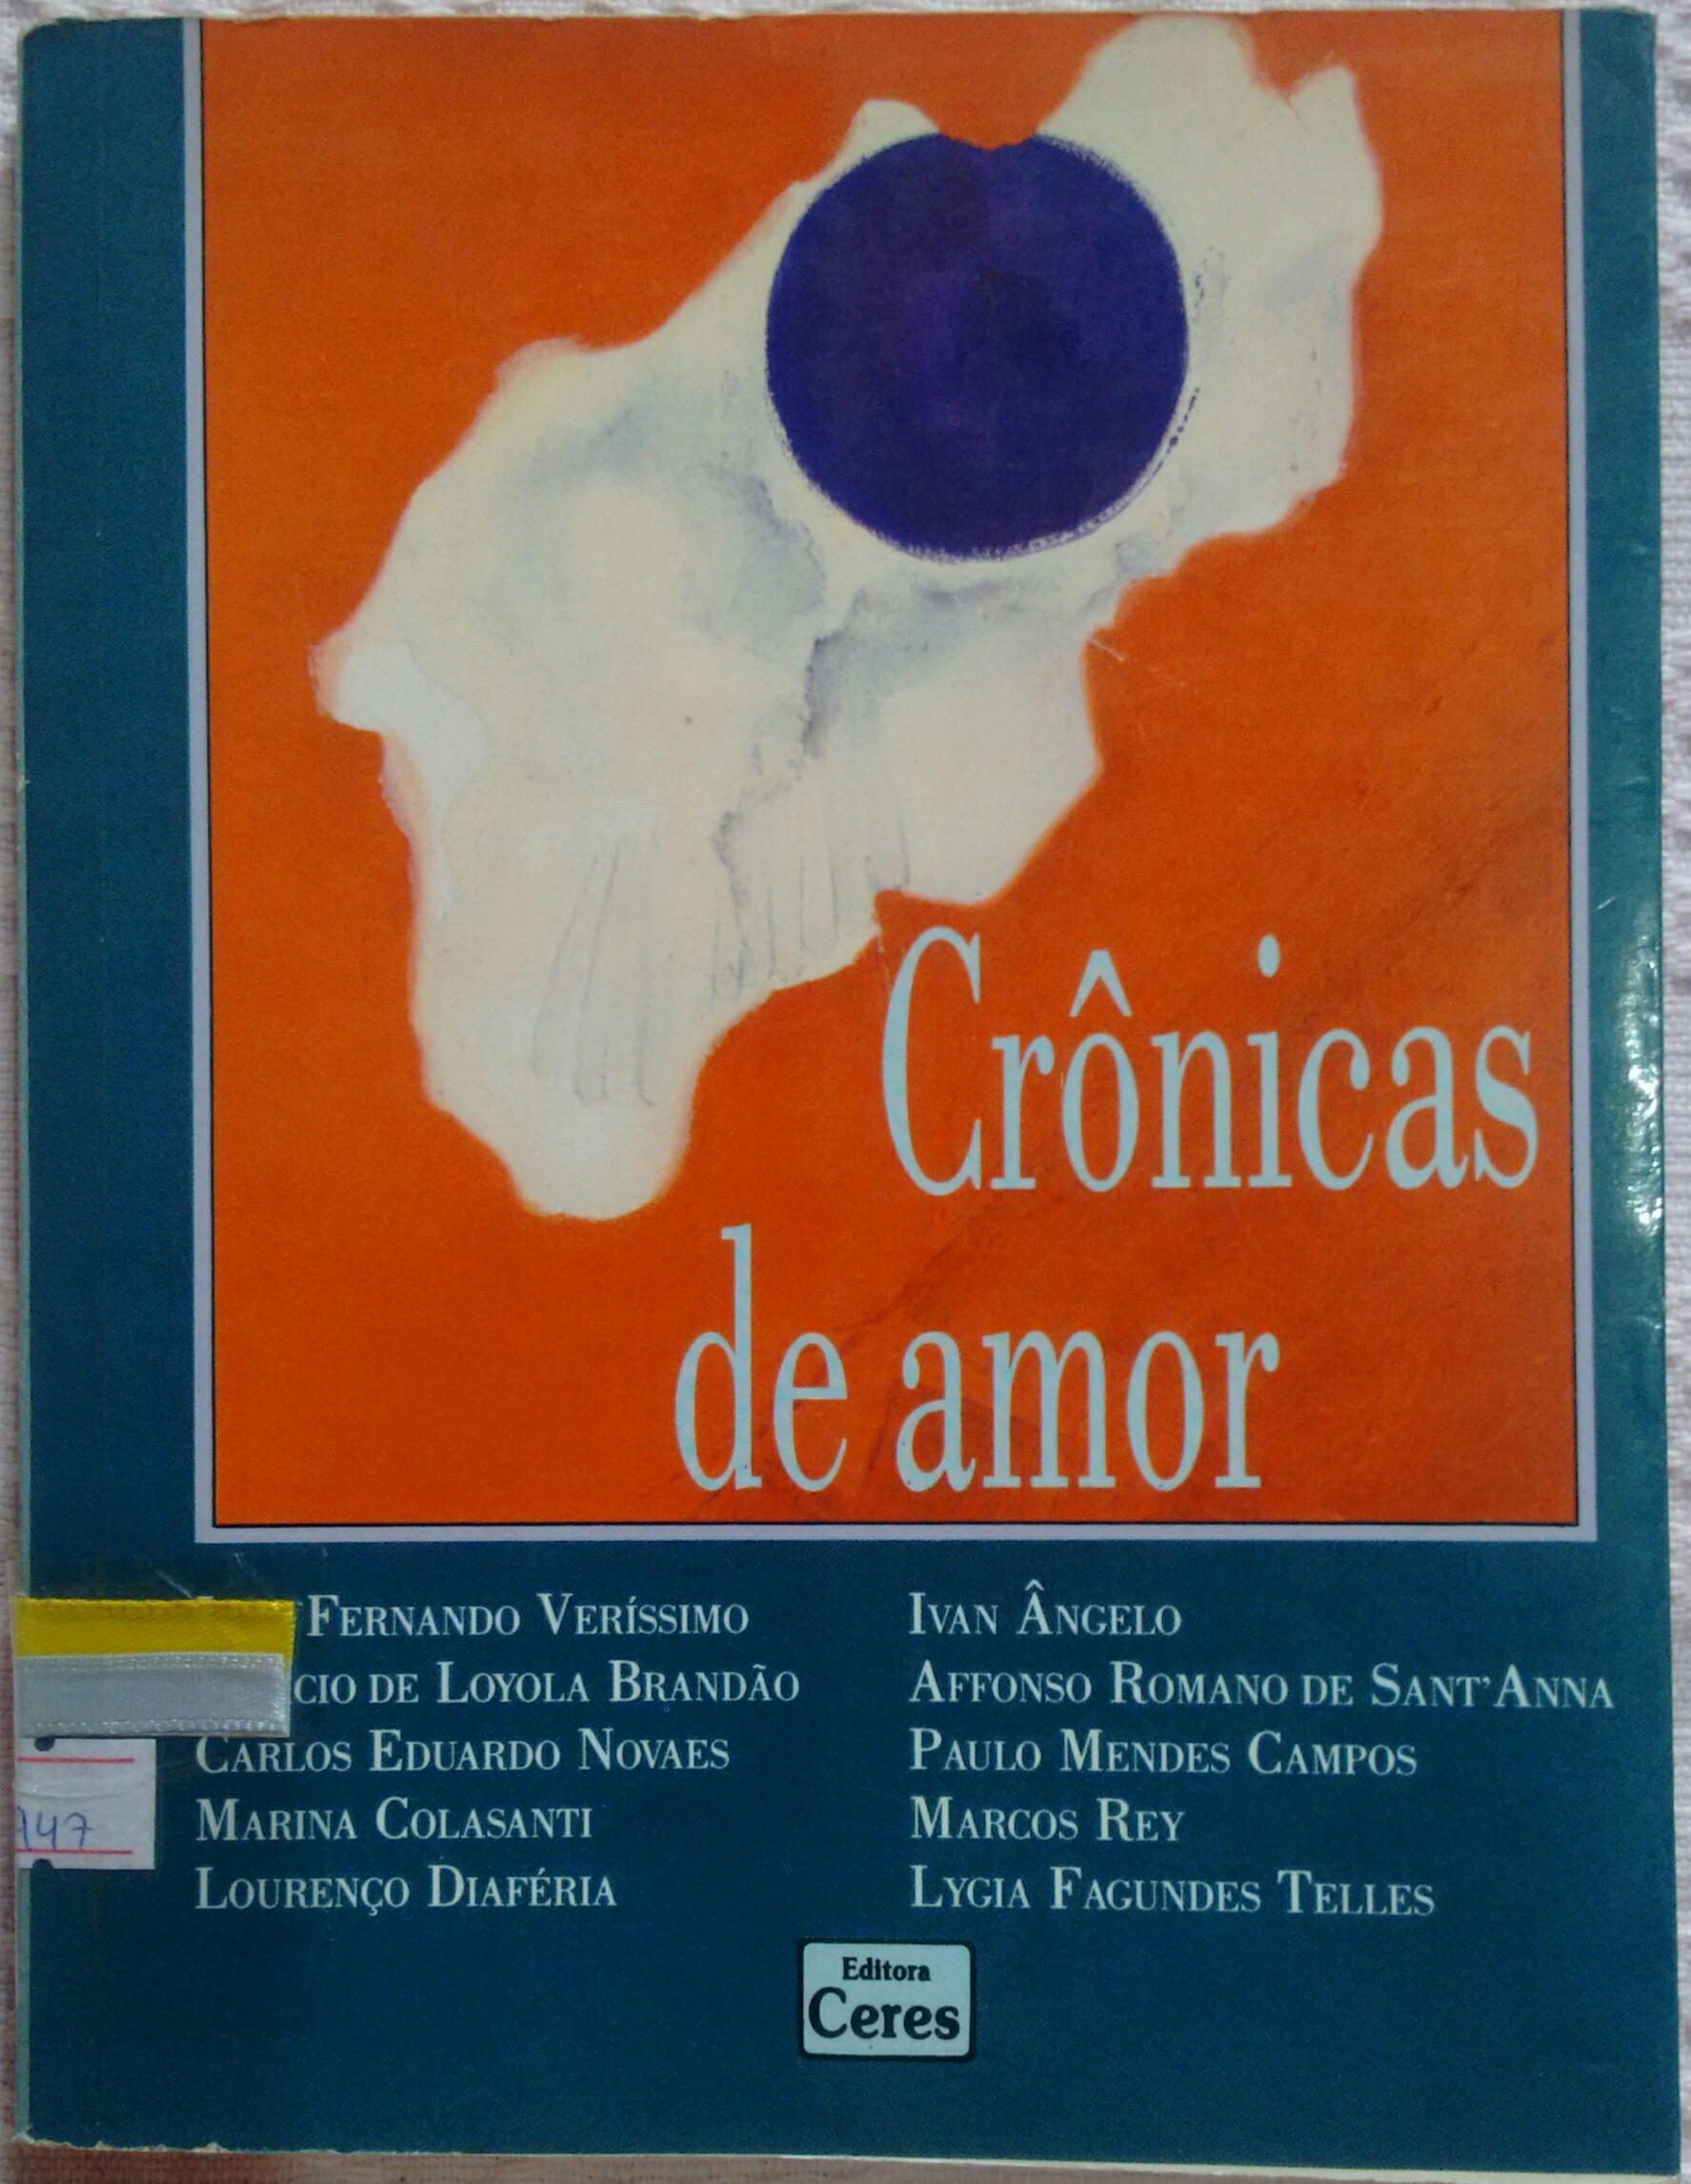 Crônicas
de amor
FERNANDO VERÍSSIMO
CIO DE LOYOLA BRANDÃO
CARLOS EDUARDO NOVAES
MARINA COLASANTI
LOURENÇO DIAFÉRIA
IVAN ÂNGELO
AFFONSO ROMANO DE SANT'ANNA
PAULO MENDES CAMPOS
MARCOS REY
LYGIA FAGUNDES TELLES
Editora
Ceres